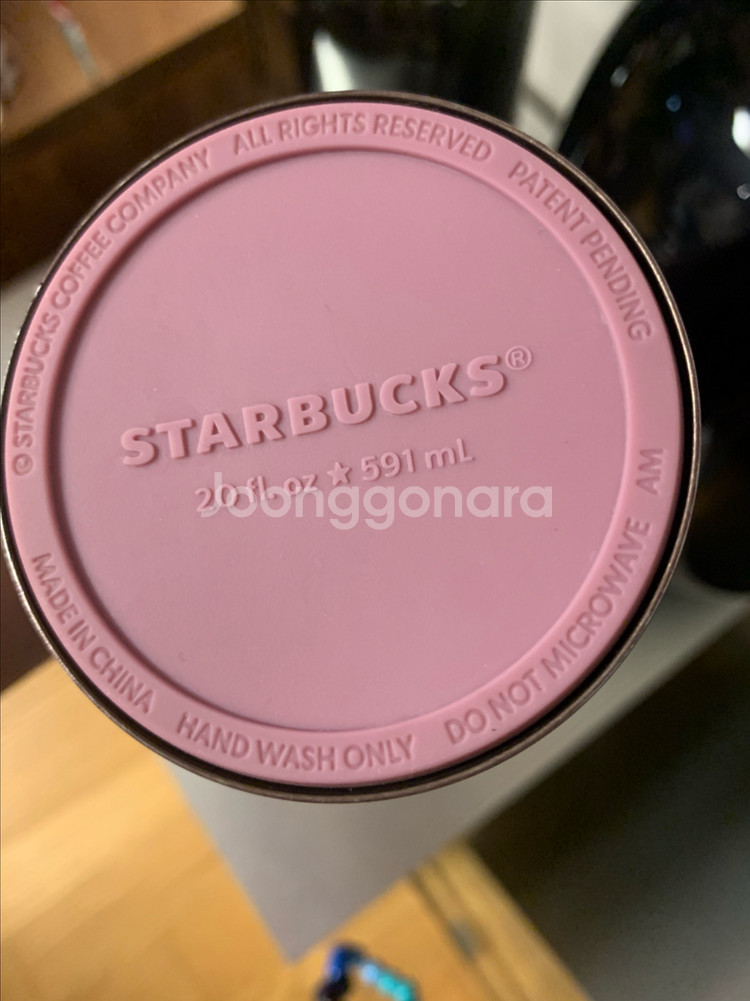 © STARBUCKS COFFEE COMPANY ALL RIGHTS RESERVED PATENT PENDING
STARBUCKS®
20 fl. oz ★ 591 mL
Joonggonara
AM
MADE IN CHINA HAND WASH ONLY DO NOT MICROWAVE